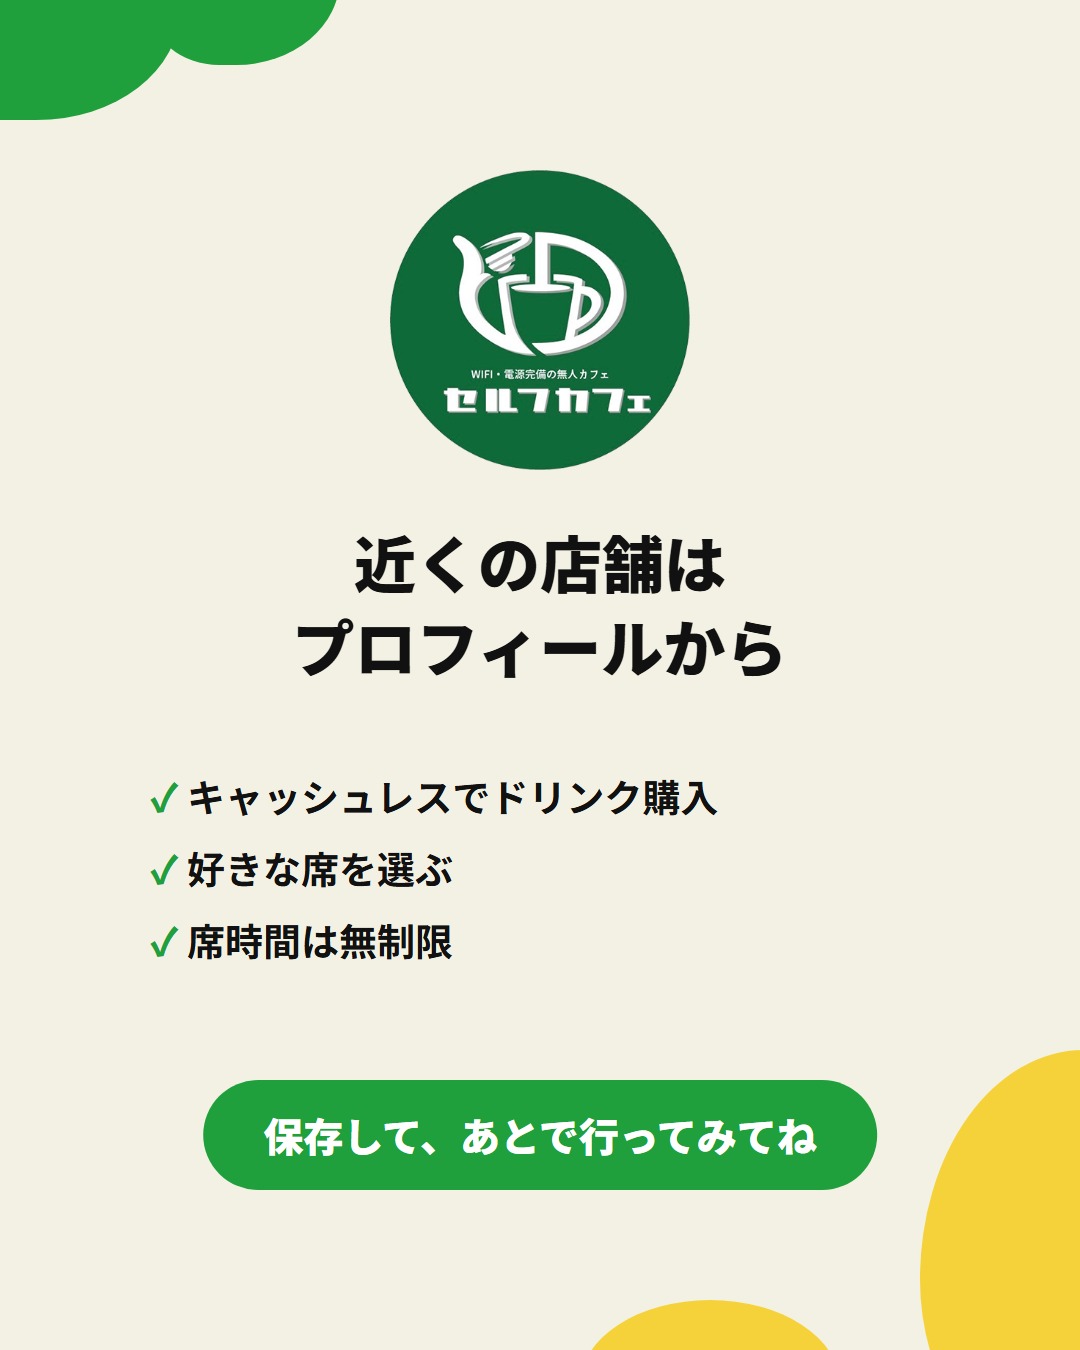 WIFI・電源完備の無人カフェ
セルフカフェ
近くの店舗は
プロフィールから
✓キャッシュレスでドリンク購入
✓好きな席を選ぶ
✓席時間は無制限
保存して、あとで行ってみてね